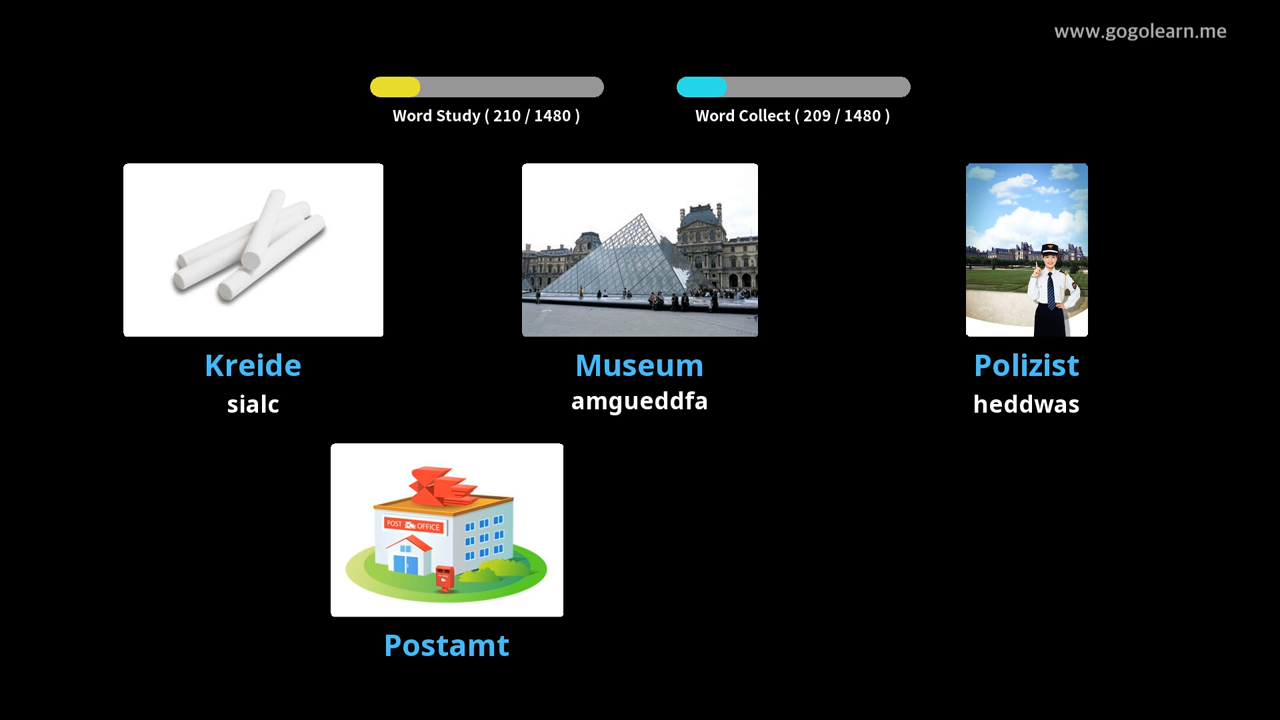 www.gogolearn.me
Word Study ( 210 / 1480 )
Word Collect ( 209 / 1480 )
Kreide
sialc
Museum
amgueddfa
Polizist
heddwas
POST OFFICE
Postamt